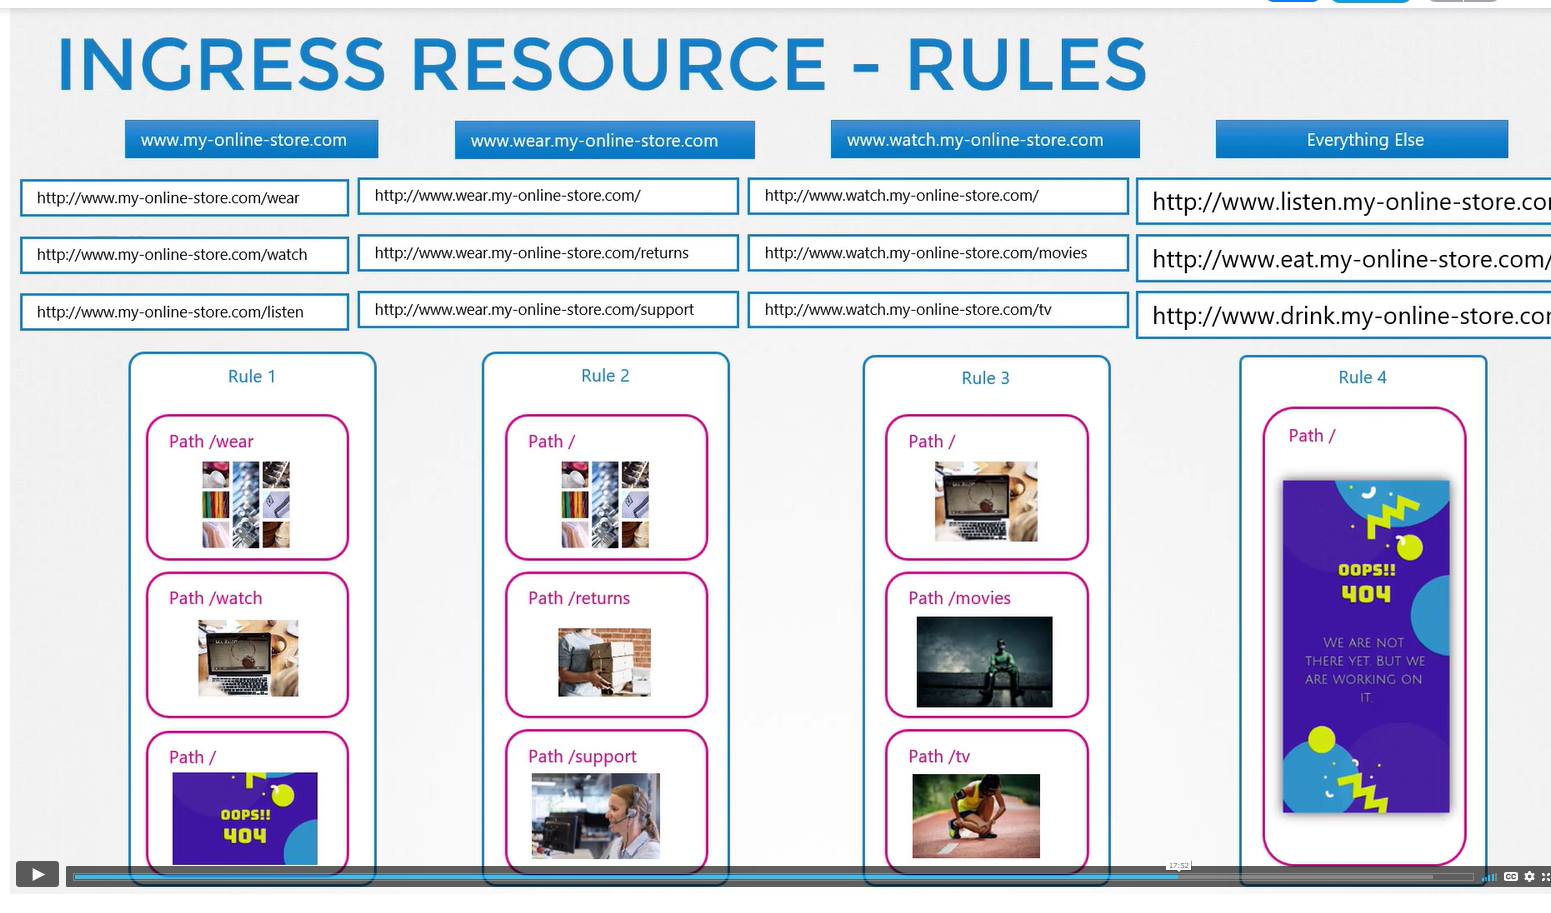 INGRESS RESOURCE - RULES
www.my-online-store.com
www.wear.my-online-store.com
www.watch.my-online-store.com
Everything Else
http://www.my-online-store.com/wear
http://www.wear.my-online-store.com/
http://www.watch.my-online-store.com/
http://www.listen.my-online-store.co
http://www.my-online-store.com/watch
http://www.wear.my-online-store.com/returns
http://www.watch.my-online-store.com/movies
http://www.eat.my-online-store.com/
http://www.my-online-store.com/listen
http://www.wear.my-online-store.com/support
http://www.watch.my-online-store.com/tv
http://www.drink.my-online-store.co
Rule 1
Path /wear
Path /watch
Path /
OOPS!!
404
Rule 2
Path /
Path /returns
Path /support
Rule 3
Path /
Path /movies
Path /tv
Rule 4
Path /
OOPS!!
404
WE ARE NOT
THERE YET. BUT WE
ARE WORKING ON
IT.
17:52
CC